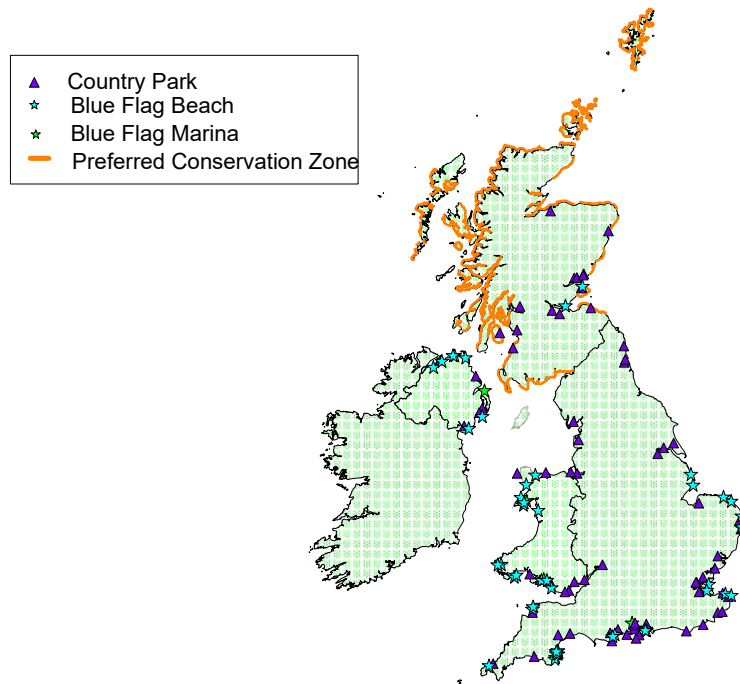 Country Park
Blue Flag Beach
Blue Flag Marina
Preferred Conservation Zone